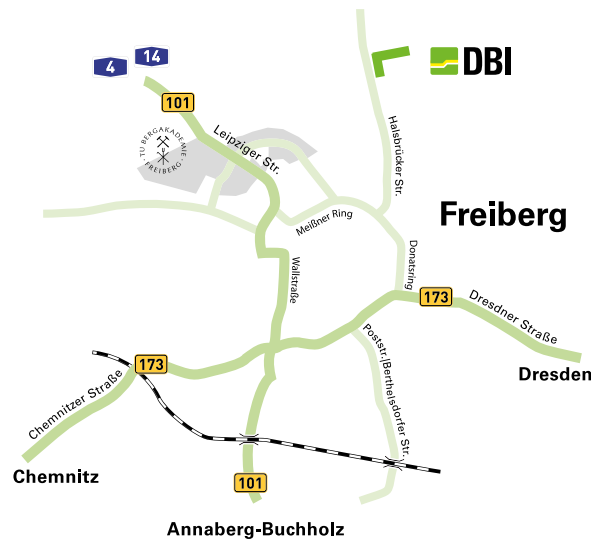 14
4
DBI
101
TU BERGAKADEMIE
FREIBERG
Leipziger Str.
Halsbrücker Str.
Freiberg
Meißner Ring
Donatsring
Wallstraße
173
Dresdner Straße
Poststr.|Berthelsdorfer Str.
173
Dresden
Chemnitzer Straße
Chemnitz
101
Annaberg-Buchholz